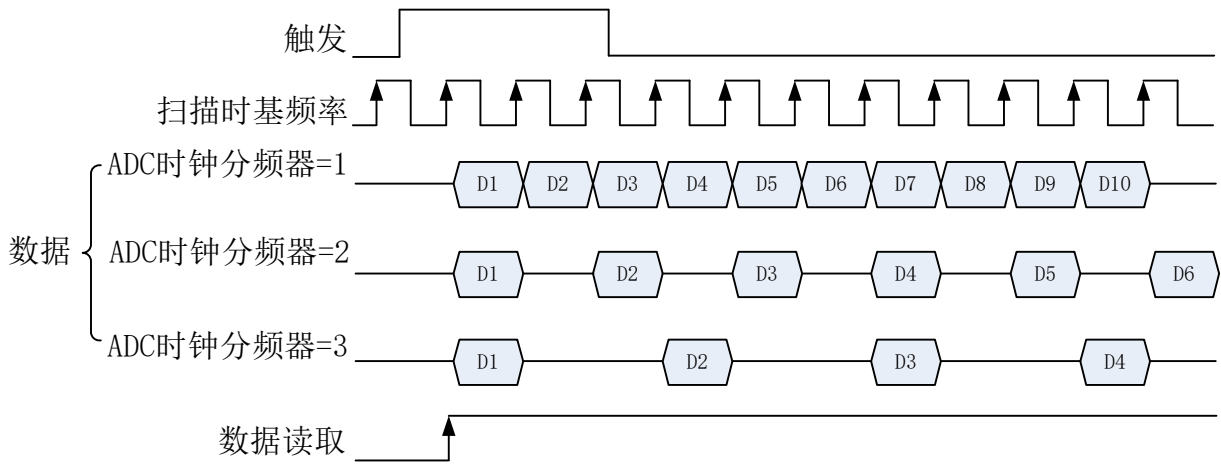 触发
扫描时基频率
数据
ADC时钟分频器=1
D1 D2 D3 D4 D5 D6 D7 D8 D9 D10
ADC时钟分频器=2
D1 D2 D3 D4 D5 D6
ADC时钟分频器=3
D1 D2 D3 D4
数据读取